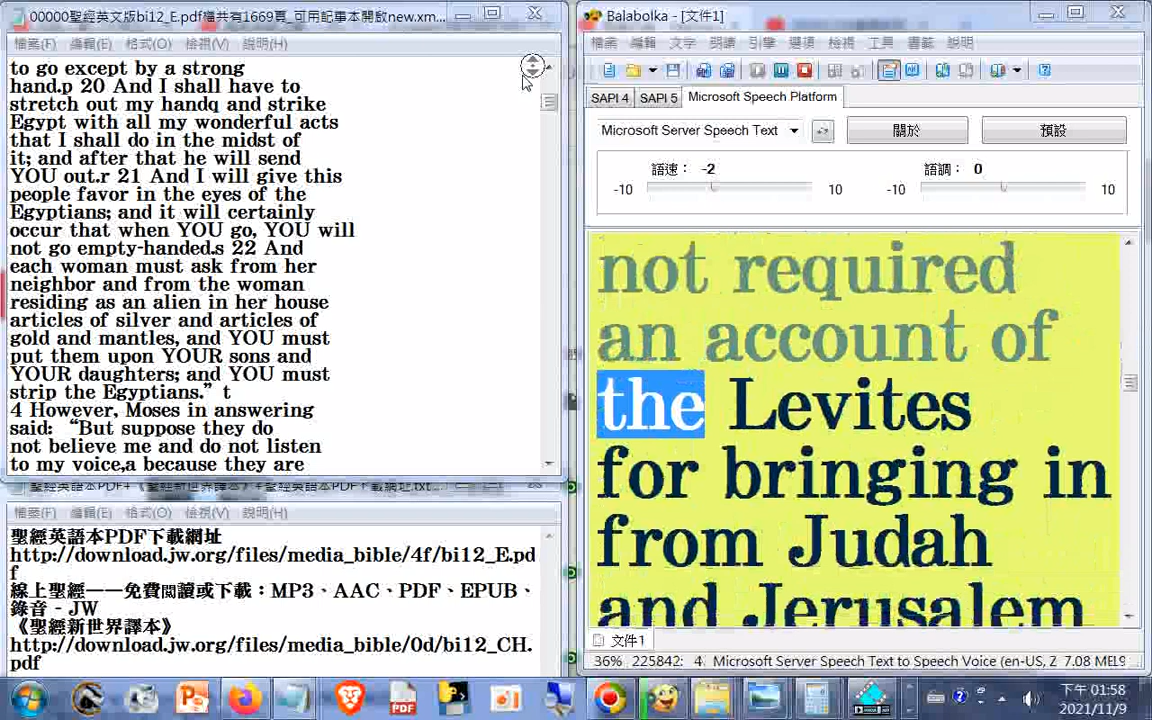 00000聖經英文版bi12_E.pdf檔共有1669頁_可用記事本開啟new.xm...
檔案(F) 編輯(E) 格式(O) 檢視(V) 說明(H)
to go except by a strong
hand.p 20 And I shall have to
stretch out my handq and strike
Egypt with all my wonderful acts
that I shall do in the midst of
it; and after that he will send
YOU out.r 21 And I will give this
people favor in the eyes of the
Egyptians; and it will certainly
occur that when YOU go, YOU will
not go empty-handed.s 22 And
each woman must ask from her
neighbor and from the woman
residing as an alien in her house
articles of silver and articles of
gold and mantles, and YOU must
put them upon YOUR sons and
YOUR daughters; and YOU must
strip the Egyptians.” t
4 However, Moses in answering
said: “But suppose they do
not believe me and do not listen
to my voice,a because they are
檔案(F) 編輯(E) 格式(O) 檢視(V) 說明(H)
聖經英語本PDF下載網址
http://download.jw.org/files/media_bible/4f/bi12_E.pd
f
線上聖經——免費閱讀或下載：MP3、AAC、PDF、EPUB、
錄音 - JW
《聖經新世界譯本》
http://download.jw.org/files/media_bible/0d/bi12_CH.
pdf
Balabolka - [文件1]
檔案 編輯 文字 朗讀 引擎 選項 檢視 工具 書籤 說明
SAPI 4 SAPI 5 Microsoft Speech Platform
Microsoft Server Speech Text 關於 預設
語速： -2 語調： 0
-10 10 -10 10
not required
an account of
the Levites
for bringing in
from Judah
and Jerusalem
文件1
36% 225842: 4. Microsoft Server Speech Text to Speech Voice (en-US, Z 7.08 MEL9
PDF
下午 01:58
2021/11/9